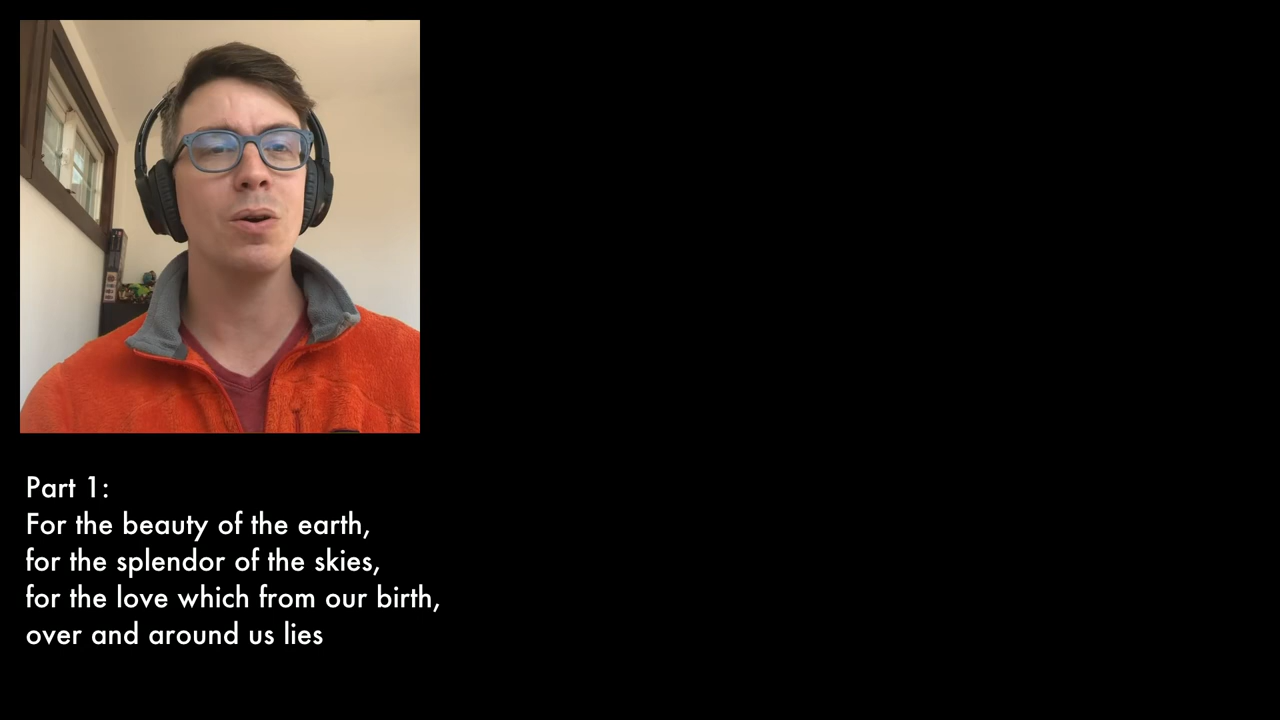 Part 1:
For the beauty of the earth,
for the splendor of the skies,
for the love which from our birth,
over and around us lies